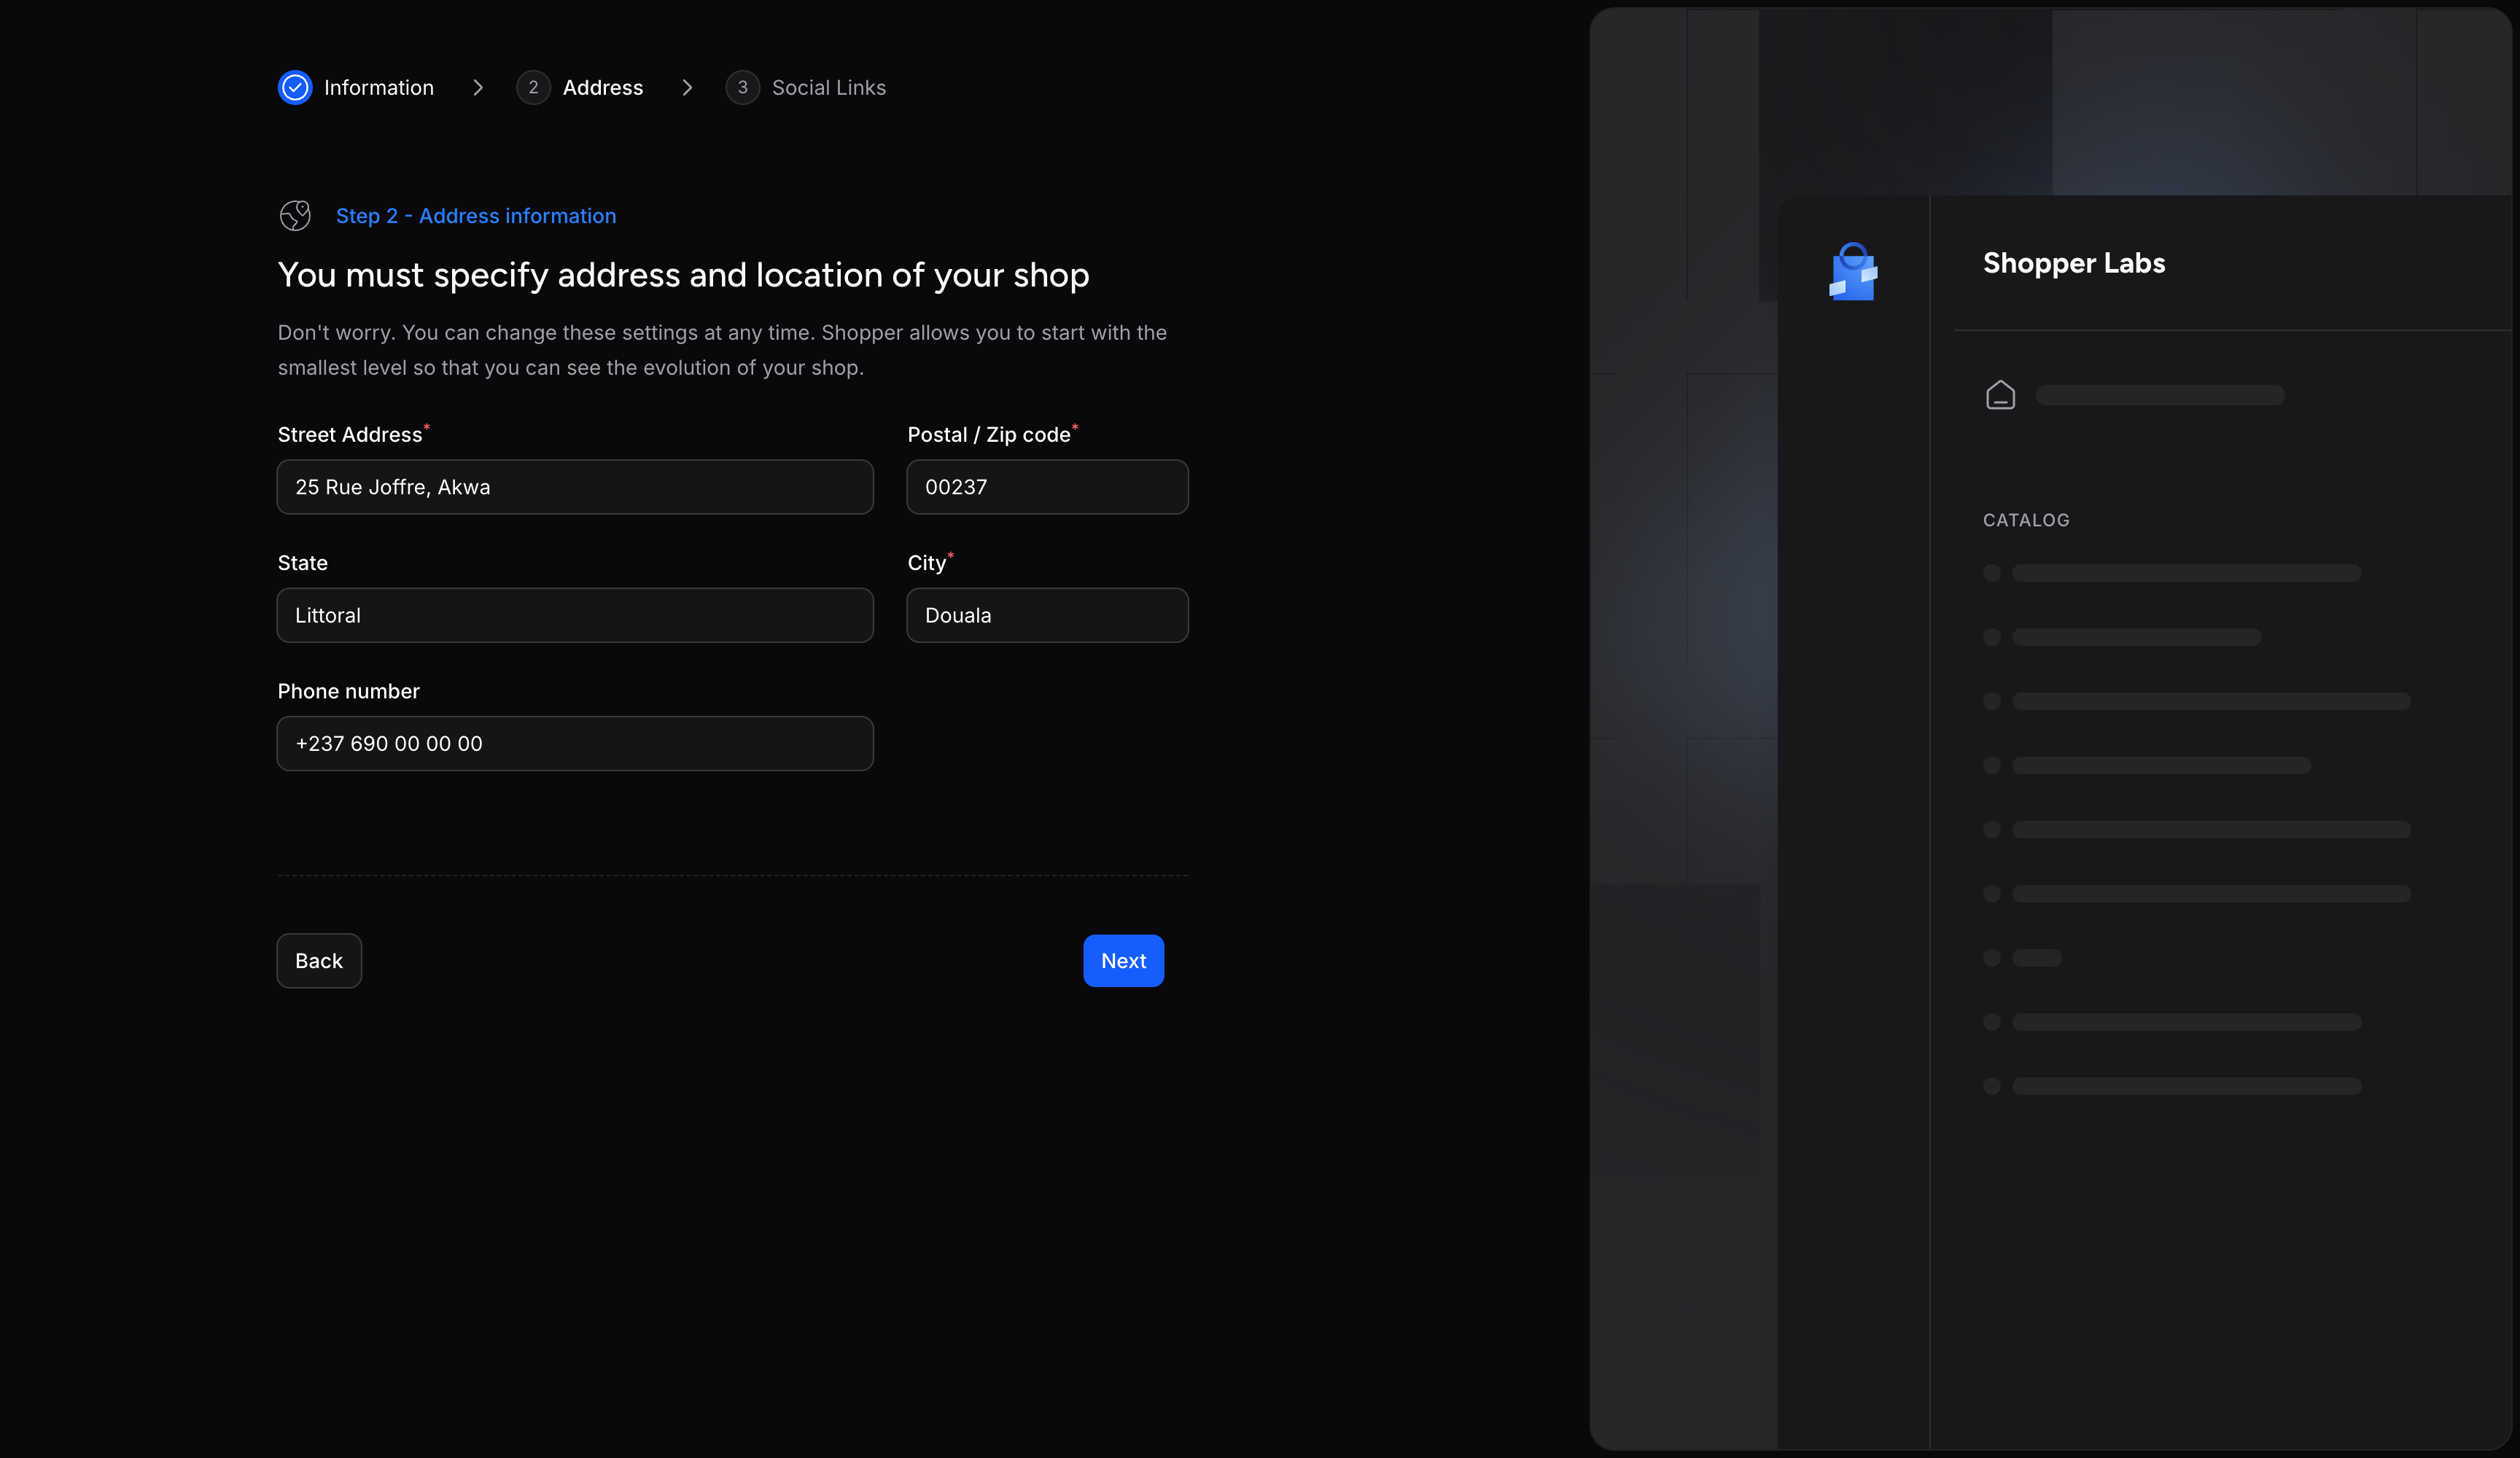 Information
2 Address
3 Social Links
Step 2 - Address information
You must specify address and location of your shop
Don't worry. You can change these settings at any time. Shopper allows you to start with the
smallest level so that you can see the evolution of your shop.
Street Address*
25 Rue Joffre, Akwa
Postal / Zip code*
00237
State
Littoral
City*
Douala
Phone number
+237 690 00 00 00
Back
Next
Shopper Labs
CATALOG